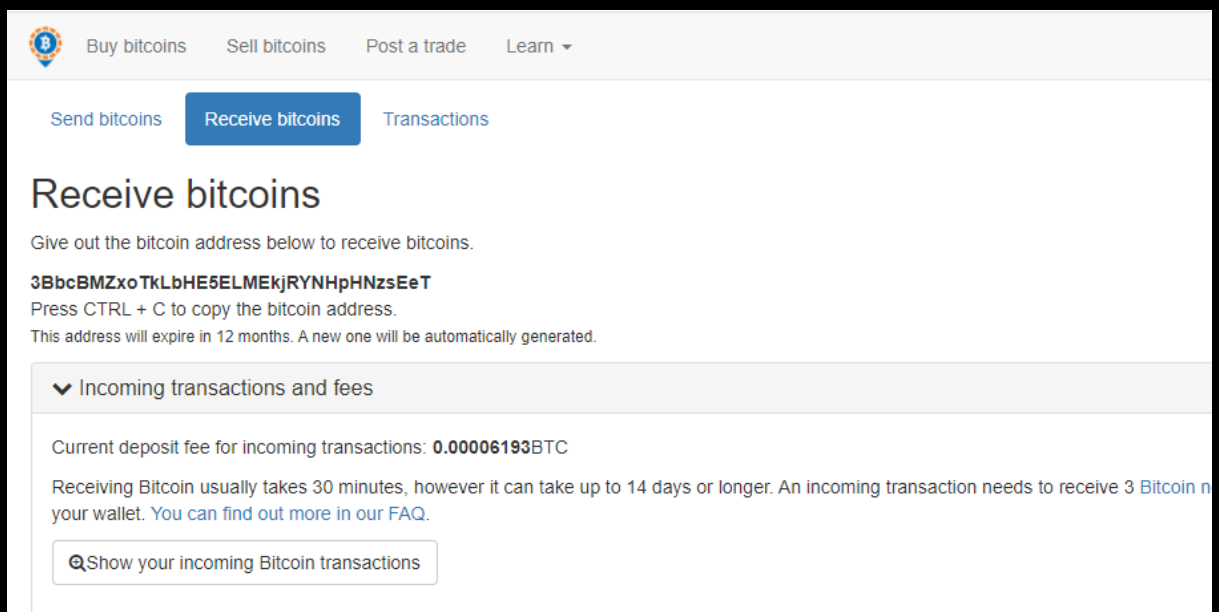 Buy bitcoins Sell bitcoins Post a trade Learn
Send bitcoins Receive bitcoins Transactions
Receive bitcoins
Give out the bitcoin address below to receive bitcoins.
3BbcBMZxoTkLbHE5ELMEkjRYNHpHNzsEeT
Press CTRL + C to copy the bitcoin address.
This address will expire in 12 months. A new one will be automatically generated.
Incoming transactions and fees
Current deposit fee for incoming transactions: 0.00006193BTC
Receiving Bitcoin usually takes 30 minutes, however it can take up to 14 days or longer. An incoming transaction needs to receive 3 Bitcoin
your wallet. You can find out more in our FAQ.
Show your incoming Bitcoin transactions